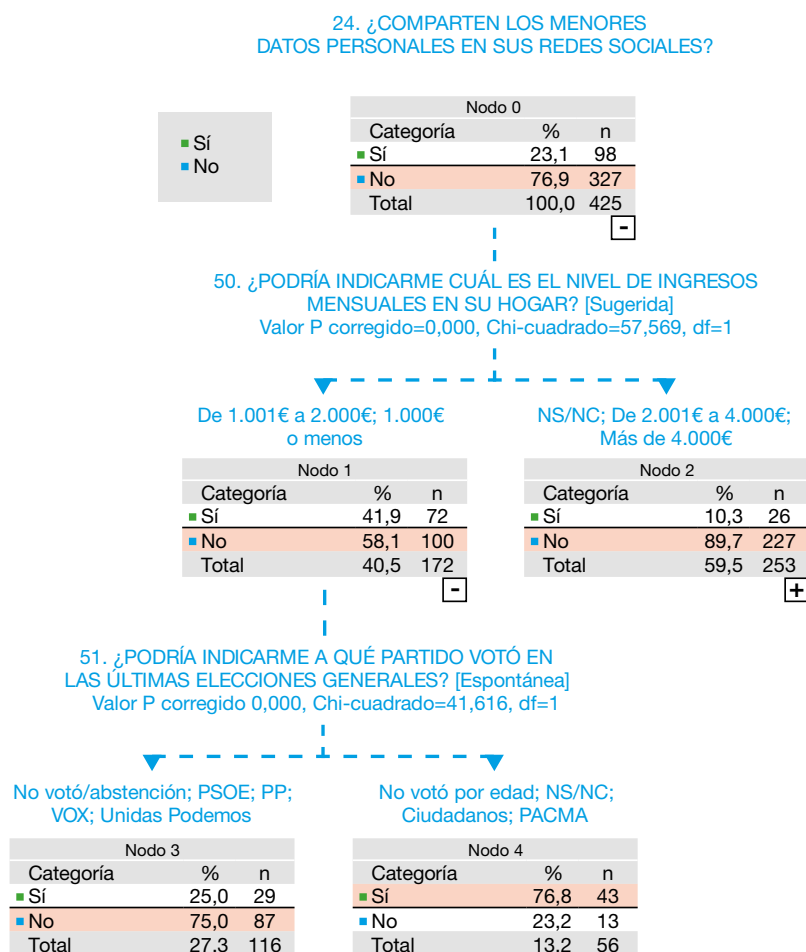 24. ¿COMPARTEN LOS MENORES
DATOS PERSONALES EN SUS REDES SOCIALES?
Sí
No
Nodo 0
Categoría % n
Sí 23,1 98
No 76,9 327
Total 100,0 425
-
50. ¿PODRÍA INDICARME CUÁL ES EL NIVEL DE INGRESOS
MENSUALES EN SU HOGAR? [Sugerida]
Valor P corregido=0,000, Chi-cuadrado=57,569, df=1
De 1.001€ a 2.000€; 1.000€
o menos
Nodo 1
Categoría % n
Sí 41,9 72
No 58,1 100
Total 40,5 172
-
NS/NC; De 2.001€ a 4.000€;
Más de 4.000€
Nodo 2
Categoría % n
Sí 10,3 26
No 89,7 227
Total 59,5 253
+
51. ¿PODRÍA INDICARME A QUÉ PARTIDO VOTÓ EN
LAS ÚLTIMAS ELECCIONES GENERALES? [Espontánea]
Valor P corregido 0,000, Chi-cuadrado=41,616, df=1
No votó/abstención; PSOE; PP;
VOX; Unidas Podemos
Nodo 3
Categoría % n
Sí 25,0 29
No 75,0 87
Total 27,3 116
No votó por edad; NS/NC;
Ciudadanos; PACMA
Nodo 4
Categoría % n
Sí 76,8 43
No 23,2 13
Total 13,2 56